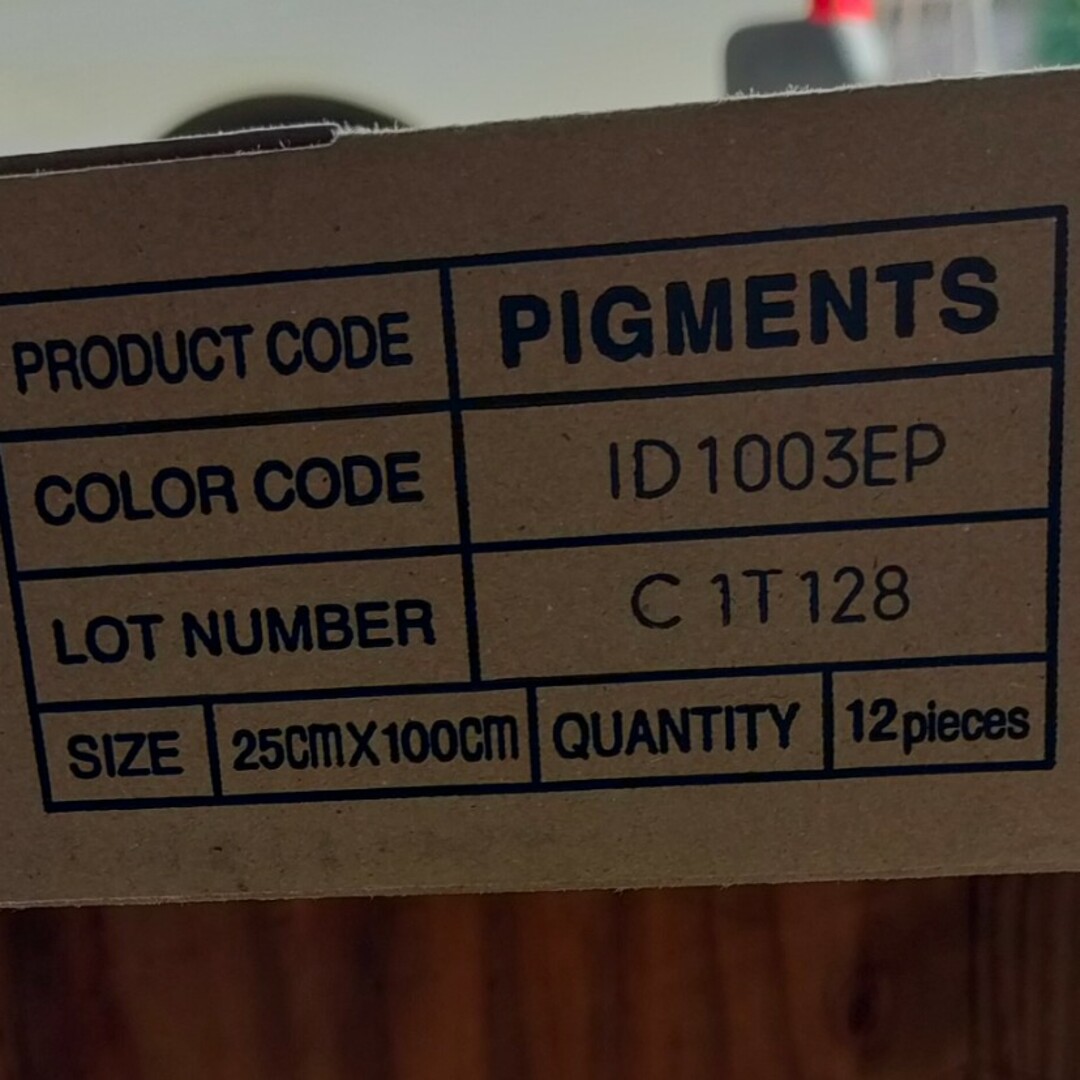 PRODUCT CODE PIGMENTS
COLOR CODE ID1003EP
LOT NUMBER C 1T128
SIZE 25cmX100cm QUANTITY 12pieces